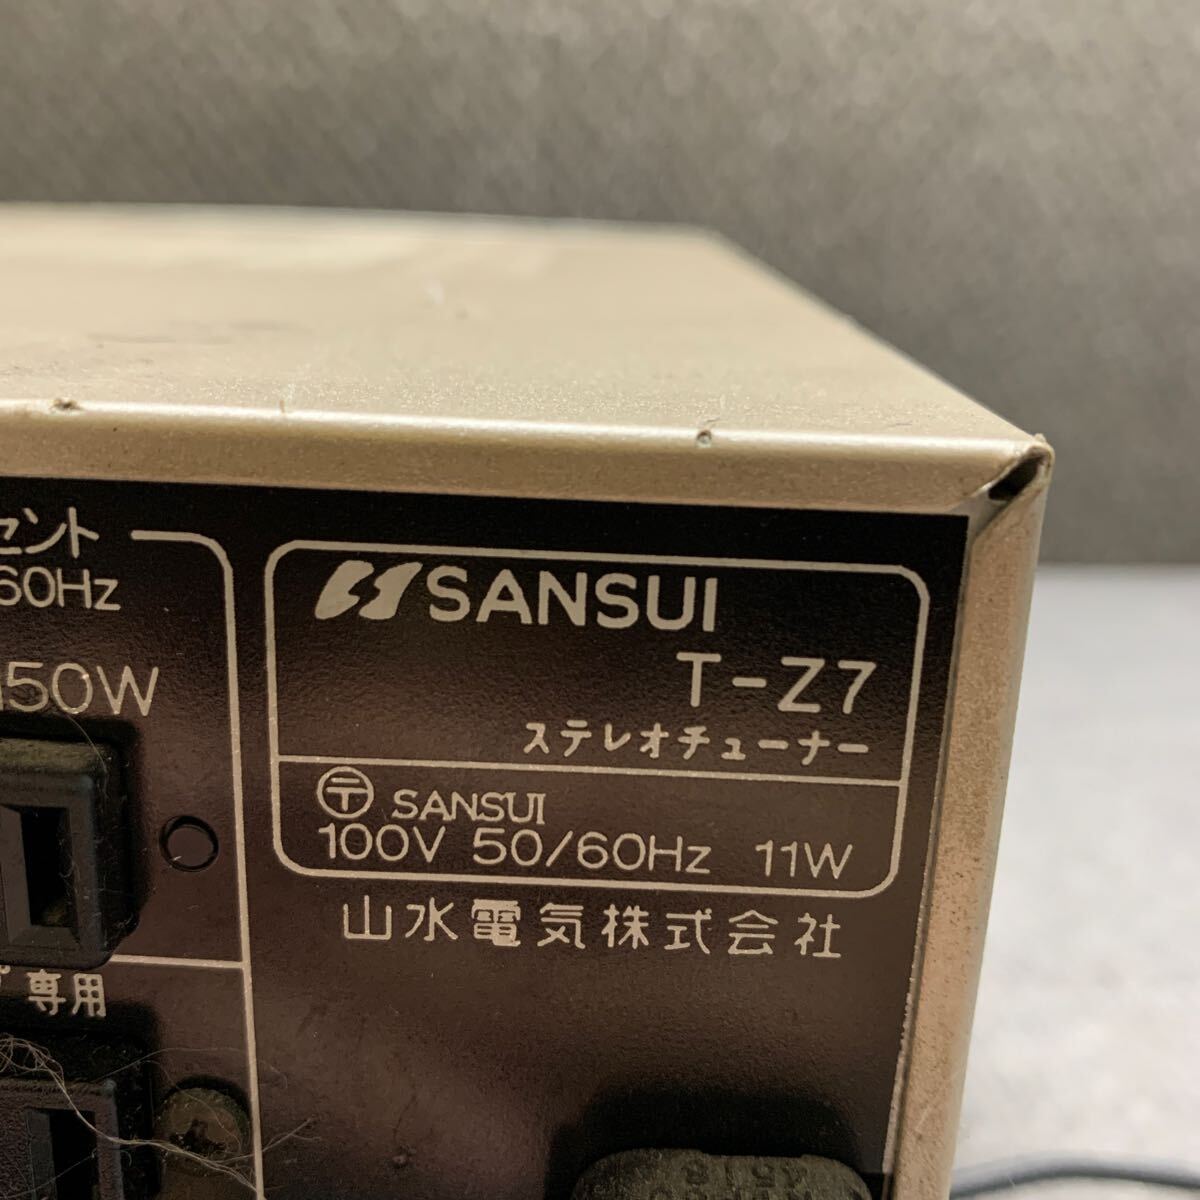 セント
60Hz
150W
専用
SANSUI
T-Z7
ステレオチューナー
〒 SANSUI
100V 50/60Hz 11W
山水電気株式会社